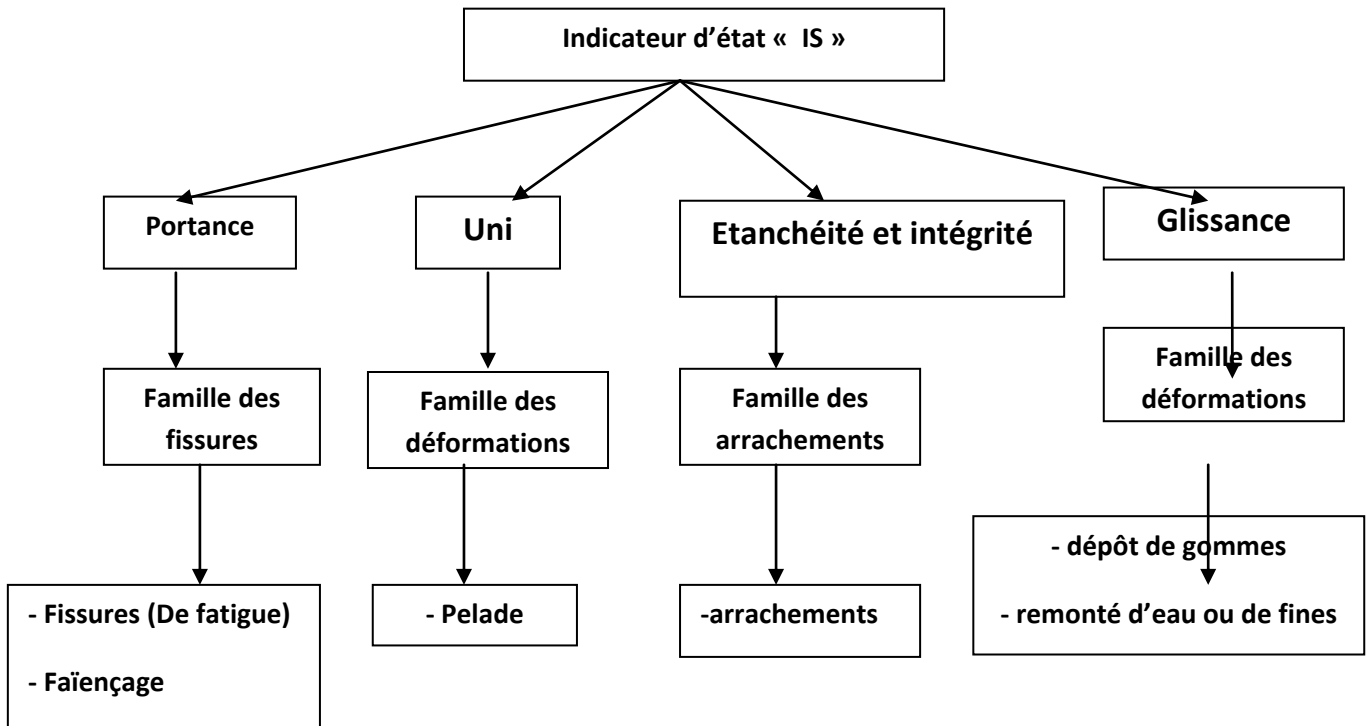 Indicateur d’état « IS »
Portance
Uni
Etanchéité et intégrité
Glissance
Famille des
fissures
Famille des
déformations
Famille des
arrachements
Famille des
déformations
- Fissures (De fatigue)
- Faïençage
- Pelade
-arrachements
- dépôt de gommes
- remonté d’eau ou de fines